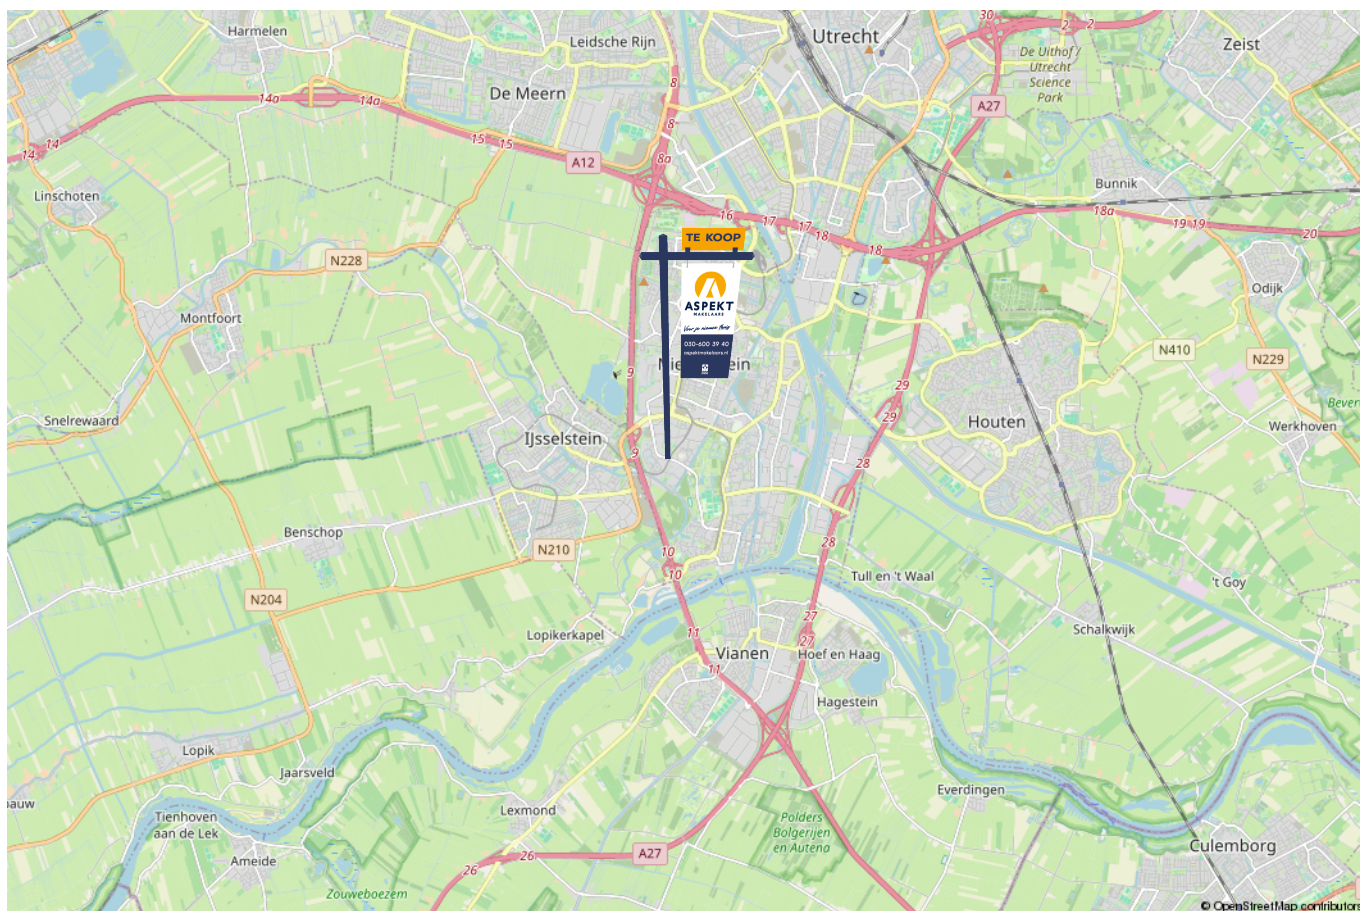 Harmelen
Leidsche Rijn
Utrecht
30
2
2
Zeist
De Uithof /
Utrecht
Science
Park
De Meern
14a
14a
8
8
A27
14
14
15
15
A12
8a
Linschoten
Bunnik
16
17
17
18
18
18a
19
19
20
TE KOOP
N228
ASPEKT
MAKELAARS
Voor je nieuwe thuis
030-600 39 40
aspektmakelaars.nl
Odijk
Montfoort
N410
N229
9
29
29
Snelrewaard
IJsselstein
Houten
Werkhoven
9
28
Benschop
N210
10
10
28
Tull en 't Waal
't Goy
N204
Lopikerkapel
11
11
27
27
Vianen
Hoef en Haag
Schalkwijk
Hagestein
Lopik
Jaarsveld
Everdingen
Tienhoven
aan de Lek
Lexmond
Polders
Bolgerijen
en Autena
Ameide
26
26
A27
Culemborg
Zouweboezem
© OpenStreetMap contributors